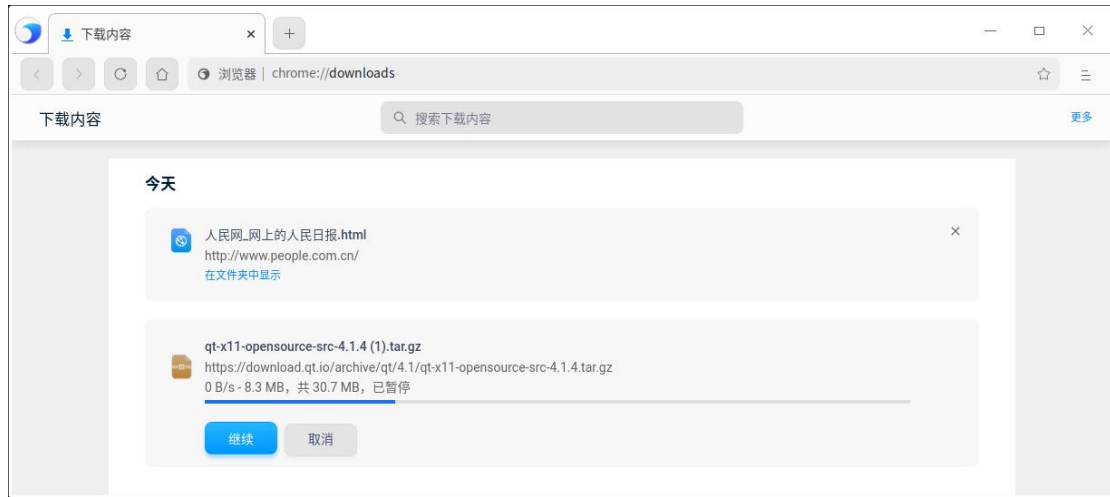 下载内容
浏览器 | chrome://downloads
下载内容
搜索下载内容
更多
今天
人民网_网上的人民日报.html
http://www.people.com.cn/
在文件夹中显示
qt-x11-opensource-src-4.1.4 (1).tar.gz
https://download.qt.io/archive/qt/4.1/qt-x11-opensource-src-4.1.4.tar.gz
0 B/s - 8.3 MB，共 30.7 MB，已暂停
继续
取消